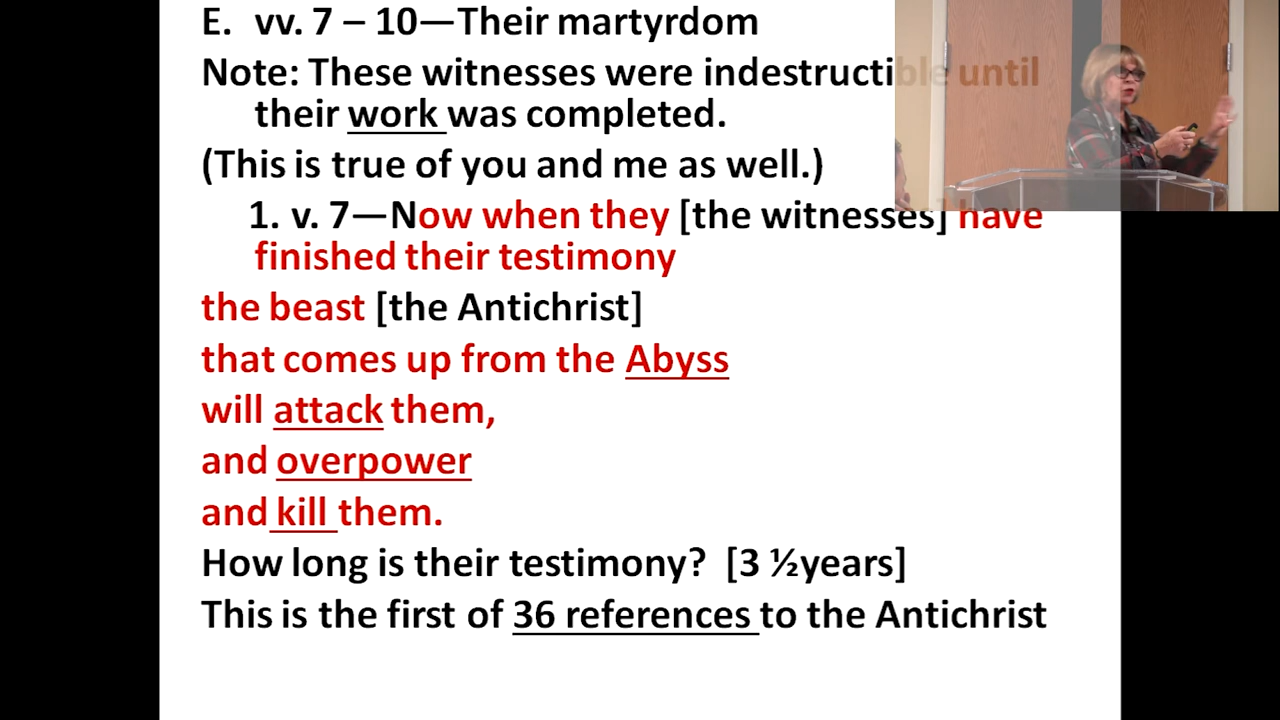 E. vv. 7 – 10—Their martyrdom
Note: These witnesses were indestructible until
their work was completed.
(This is true of you and me as well.)
1. v. 7—Now when they [the witnesses] have
finished their testimony
the beast [the Antichrist]
that comes up from the Abyss
will attack them,
and overpower
and kill them.
How long is their testimony? [3 ½years]
This is the first of 36 references to the Antichrist